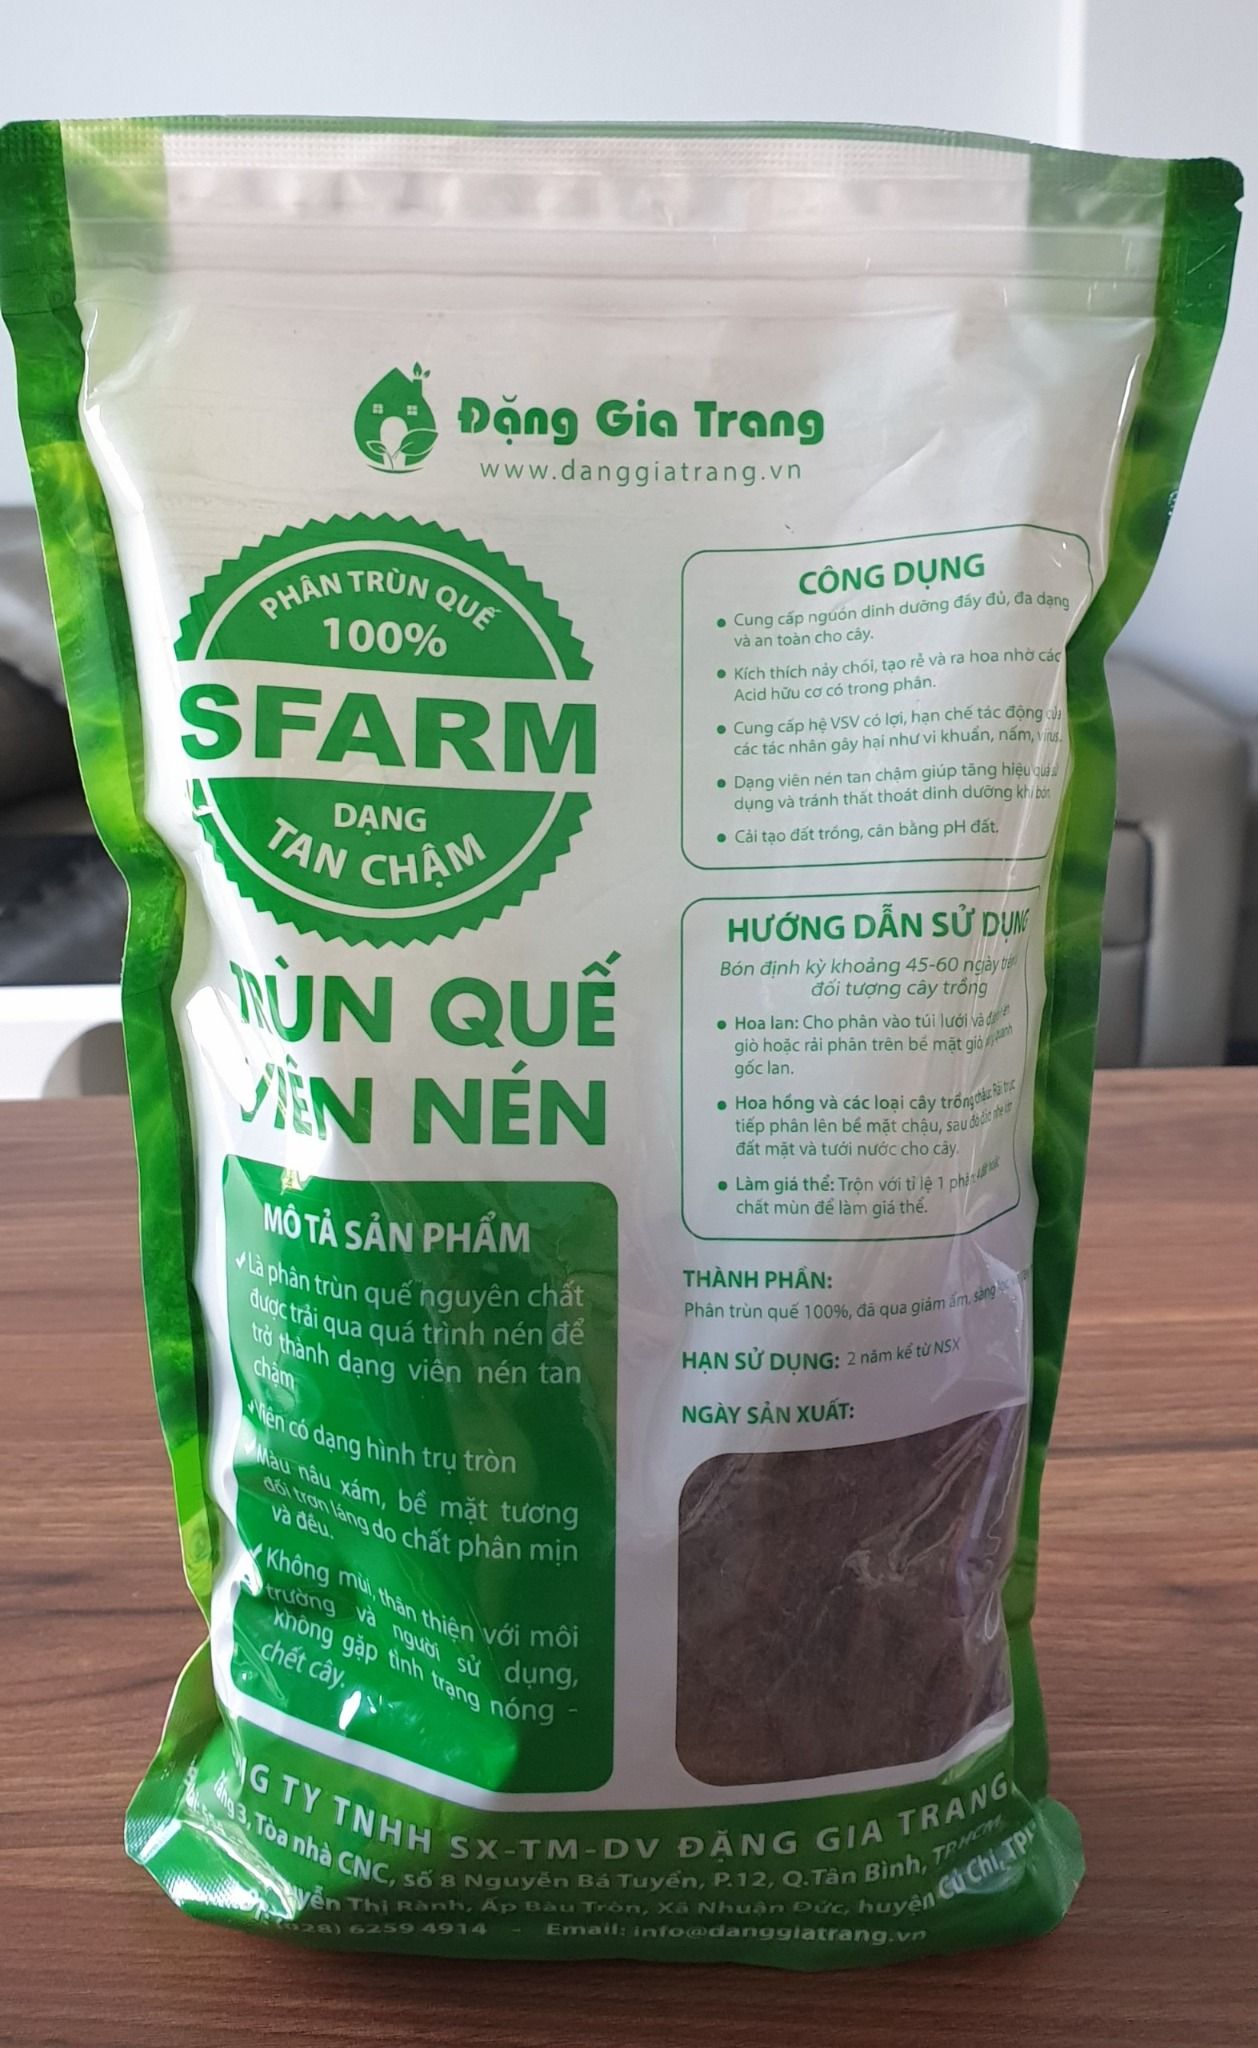 Đặng Gia Trang
www.danggiatrang.vn
PHÂN TRÙN QUẾ
100%
SFARM
DẠNG
TAN CHẬM
TRÙN QUẾ
VIÊN NÉN
MÔ TẢ SẢN PHẨM
Là phân trùn quế nguyên chất
được trải qua quá trình nén để
trở thành dạng viên nén tan
chậm
Viên có dạng hình trụ tròn
Màu nâu xám, bề mặt tương
đối trơn láng do chất phân mịn
và đều.
Không mùi, thân thiện với môi
trường và người sử dụng,
không gặp tình trạng nóng -
chết cây.
CÔNG DỤNG
• Cung cấp nguồn dinh dưỡng đầy đủ, đa dạng
và an toàn cho cây.
• Kích thích nảy chồi, tạo rễ và ra hoa nhờ các
Acid hữu cơ có trong phân.
• Cung cấp hệ VSV có lợi, hạn chế tác động của
các tác nhân gây hại như vi khuẩn, nấm, virus.
• Dạng viên nén tan chậm giúp tăng hiệu quả
dụng và tránh thất thoát dinh dưỡng khi bón
• Cải tạo đất trồng, cân bằng pH đất.
HƯỚNG DẪN SỬ DỤNG
Bón định kỳ khoảng 45-60 ngày
đối tượng cây trồng
• Hoa lan: Cho phân vào túi lưới và
giò hoặc rải phân trên bề mặt giò, quanh
gốc lan.
• Hoa hồng và các loại cây trồng chậu: Rải trực
tiếp phân lên bề mặt chậu, sau đó
đất mặt và tưới nước cho cây.
• Làm giá thể: Trộn với tỉ lệ 1 phân:
chất mùn để làm giá thể.
THÀNH PHẦN:
Phân trùn quế 100%, đã qua giảm ẩm, sàng
HẠN SỬ DỤNG: 2 năm kể từ NSX
NGÀY SẢN XUẤT:
TY TNHH SX-TM-DV ĐẶNG GIA TRANG
3, Tòa nhà CNC, số 8 Nguyễn Bá Tuyển, P.12, Q.Tân Bình, TP.HCM
Thị Rành, Ấp Bàu Tròn, Xã Nhuận Đức, huyện Củ Chi,
(028) 6259 4914 - Email: info@danggiatrang.vn